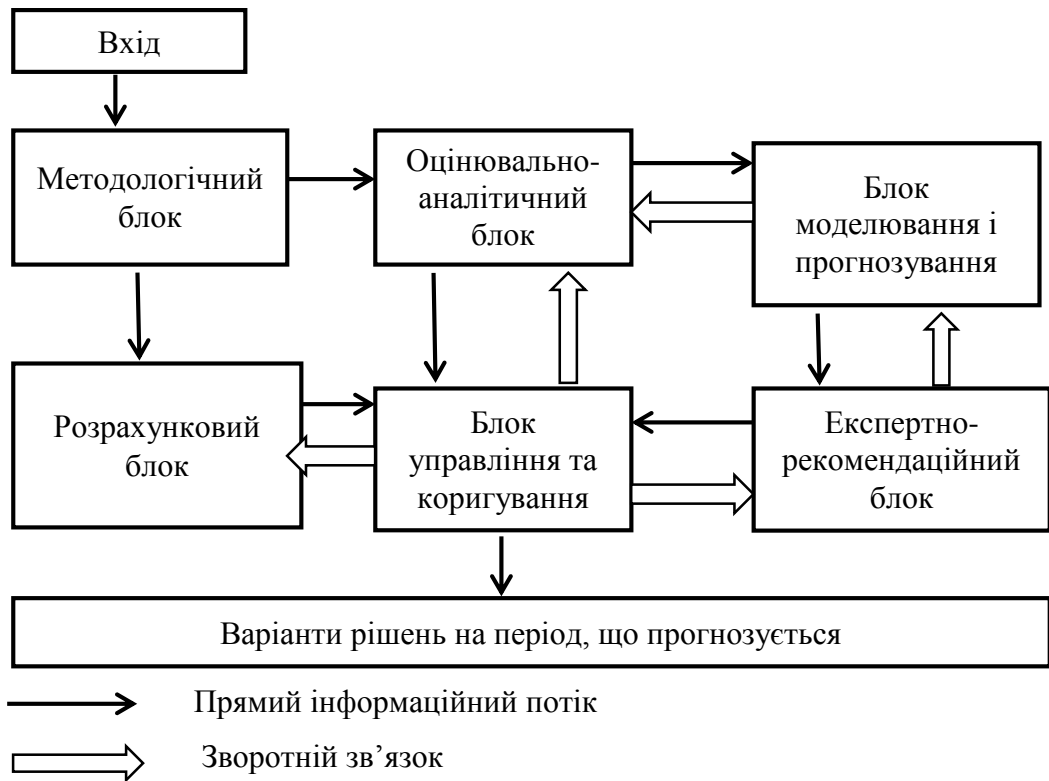 Вхід
Методологічний
блок
Оцінювально-
аналітичний
блок
Блок
моделювання і
прогнозування
Розрахунковий
блок
Блок
управління та
коригування
Експертно-
рекомендаційний
блок
Варіанти рішень на період, що прогнозується
Прямий інформаційний потік
Зворотній зв’язок